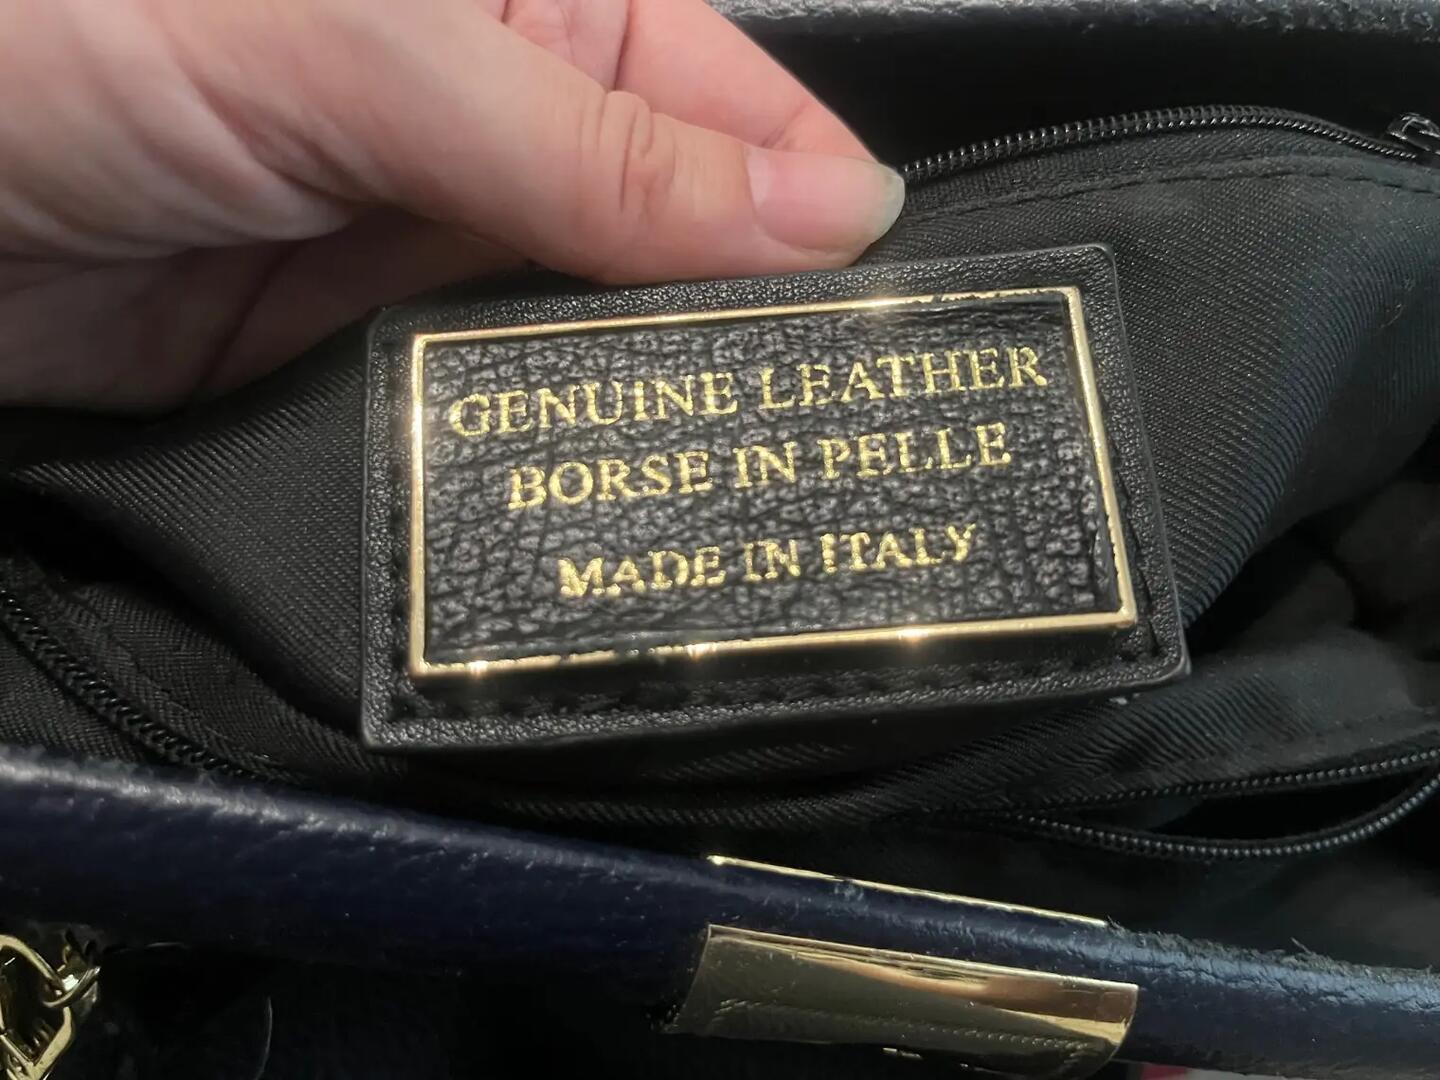 GENUINE LEATHER
BORSE IN PELLE
MADE IN ITALY